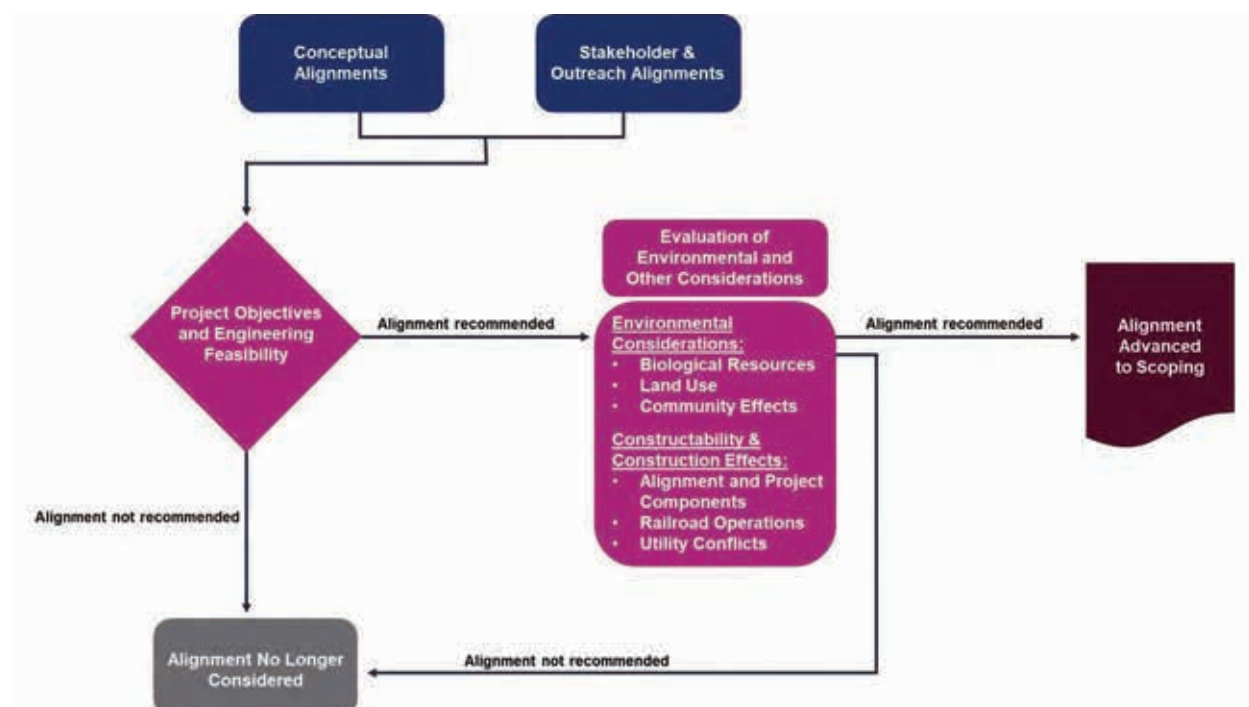 Conceptual
Alignments
Stakeholder &
Outreach Alignments
Project Objectives
and Engineering
Feasibility
Alignment recommended
Evaluation of
Environmental and
Other Considerations
Environmental
Considerations:
• Biological Resources
• Land Use
• Community Effects
Constructability &
Construction Effects:
• Alignment and Project
Components
• Railroad Operations
• Utility Conflicts
Alignment recommended
Alignment
Advanced
to Scoping
Alignment not recommended
Alignment No Longer
Considered
Alignment not recommended